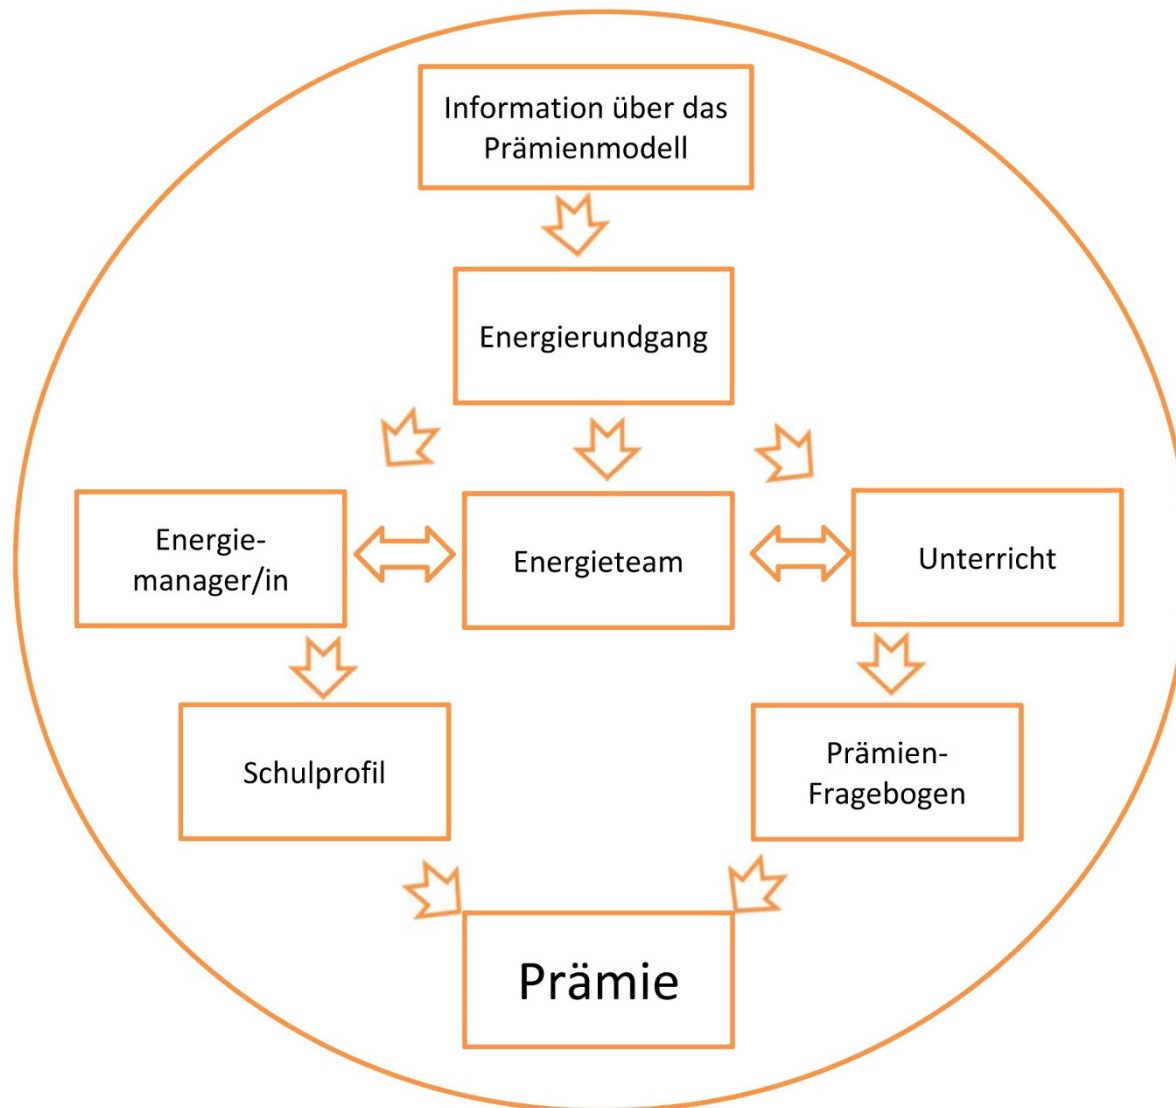 Information über das
Prämienmodell
Energierundgang
Energie-
manager/in
Energieteam
Unterricht
Schulprofil
Prämien-
Fragebogen
Prämie